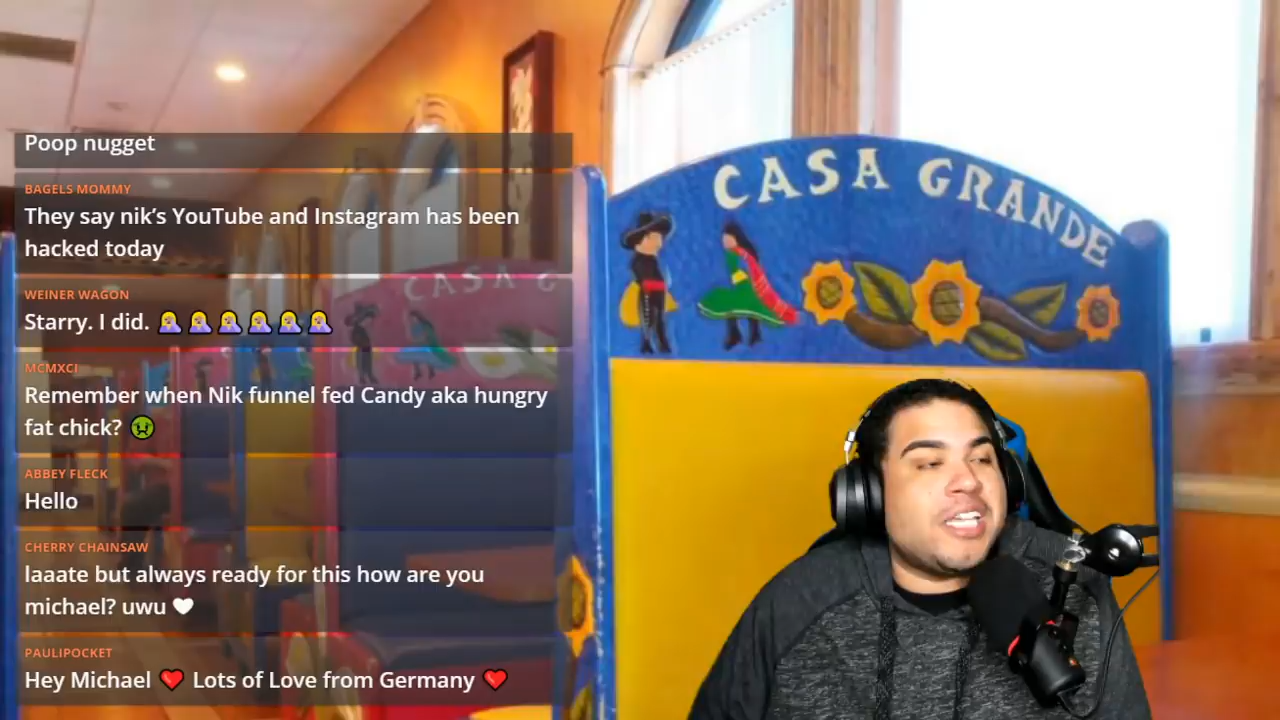 Poop nugget
BAGELS MOMMY
They say nik’s YouTube and Instagram has been
hacked today
WEINER WAGON
Starry. I did. 🤦🏼‍♀️🤦🏼‍♀️🤦🏼‍♀️🤦🏼‍♀️🤦🏼‍♀️🤦🏼‍♀️
MCMXCI
Remember when Nik funnel fed Candy aka hungry
fat chick? 🤢
ABBEY FLECK
Hello
CHERRY CHAINSAW
laaate but always ready for this how are you
michael? uwu 🤍
PAULIPOCKET
Hey Michael ❤️ Lots of Love from Germany ❤️
CASA GRANDE
CASA G